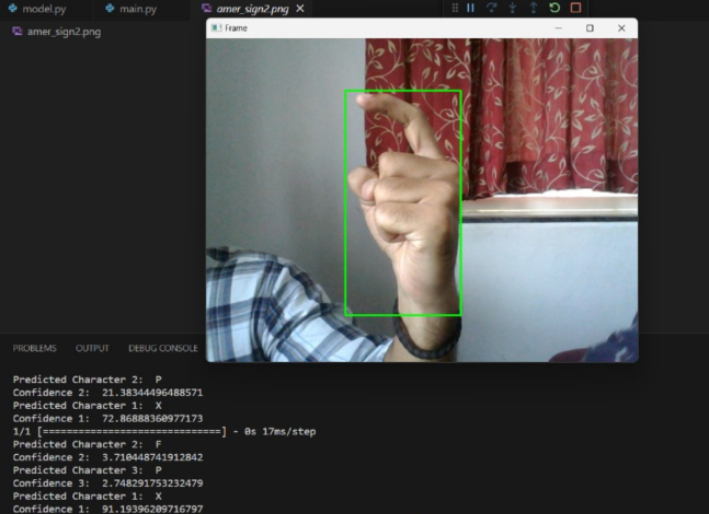 model.py main.py amer_sign2.png
amer_sign2.png
Frame
PROBLEMS OUTPUT DEBUG CONSOLE
Predicted Character 2: P
Confidence 2: 21.38344496488571
Predicted Character 1: X
Confidence 1: 72.86888360977173
1/1 [==============================] - 0s 17ms/step
Predicted Character 2: F
Confidence 2: 3.710448741912842
Predicted Character 3: P
Confidence 3: 2.748291753232479
Predicted Character 1: X
Confidence 1: 91.19396209716797